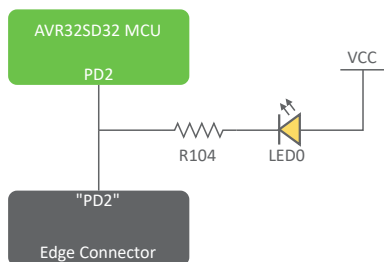 AVR32SD32 MCU
PD2
VCC
R104
LED0
"PD2"
Edge Connector